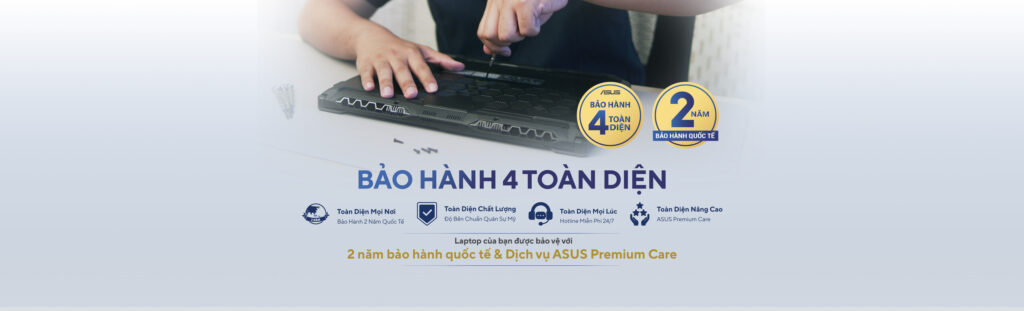 ASUS
BẢO HÀNH
4 TOÀN
DIỆN
2 NĂM
BẢO HÀNH QUỐC TẾ
BẢO HÀNH 4 TOÀN DIỆN
Toàn Diện Mọi Nơi
Bảo Hành 2 Năm Quốc Tế
Toàn Diện Chất Lượng
Độ Bền Chuẩn Quân Sự Mỹ
Toàn Diện Mọi Lúc
Hotline Miễn Phí 24/7
Toàn Diện Nâng Cao
ASUS Premium Care
Laptop của bạn được bảo vệ với
2 năm bảo hành quốc tế & Dịch vụ ASUS Premium Care